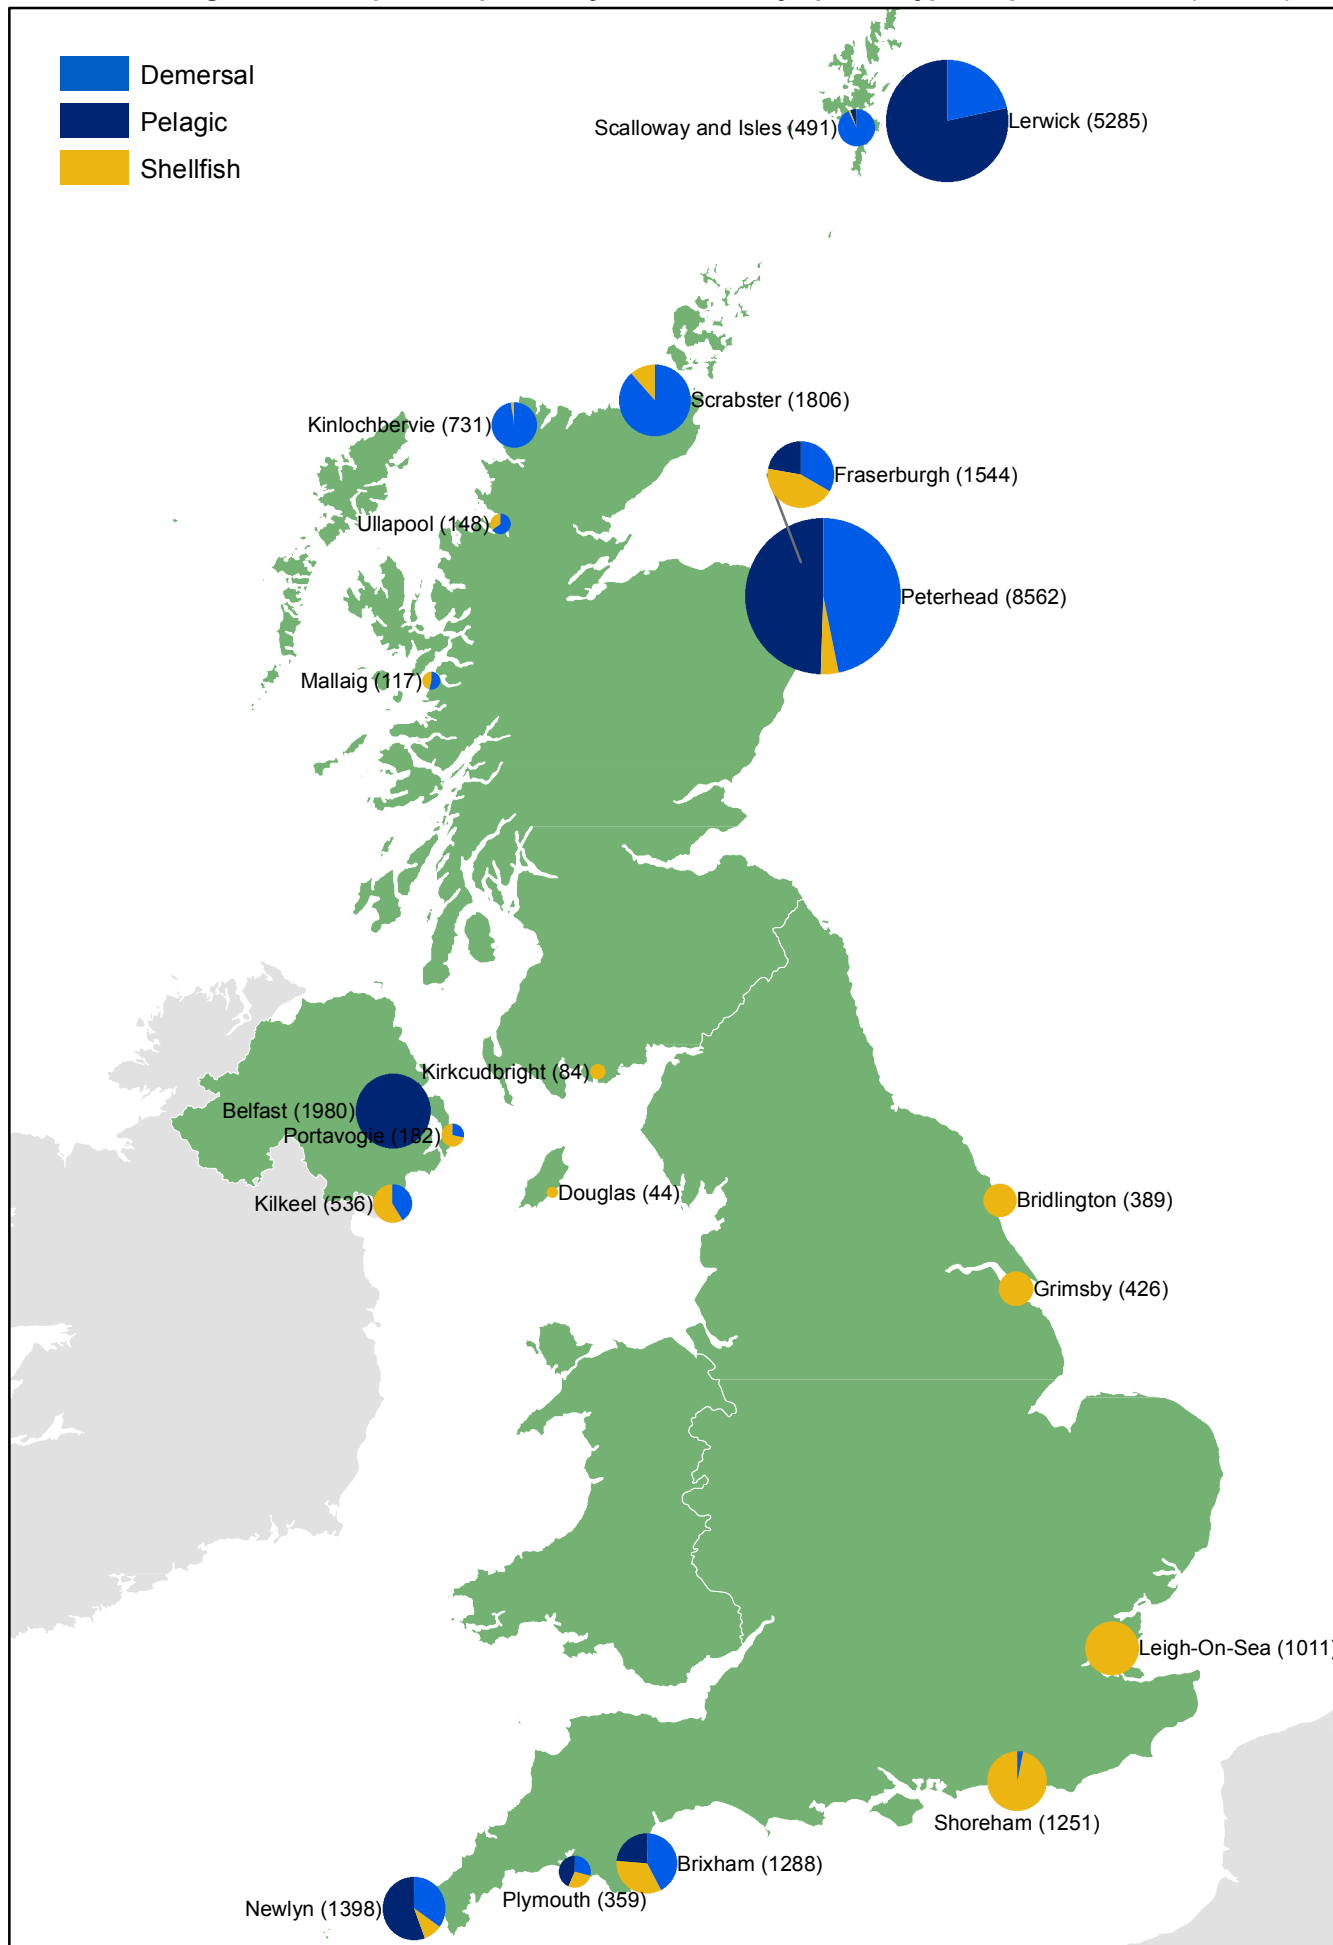 Demersal
Pelagic
Shellfish
Scalloway and Isles (491)
Lerwick (5285)
Scrabster (1806)
Kinlochbervie (731)
Fraserburgh (1544)
Ullapool (148)
Peterhead (8562)
Mallaig (117)
Kirkcudbright (84)
Belfast (1980)
Portavogie (182)
Douglas (44)
Kilkeel (536)
Bridlington (389)
Grimsby (426)
Leigh-On-Sea (1011)
Shoreham (1251)
Brixham (1288)
Plymouth (359)
Newlyn (1398)